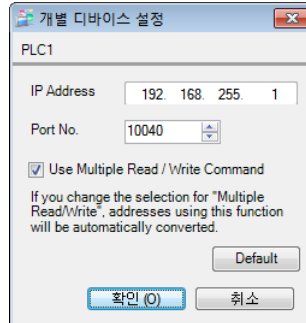 개별 디바이스 설정
PLC1
IP Address 192. 168. 255. 1
Port No. 10040
Use Multiple Read / Write Command
If you change the selection for "Multiple
Read/Write", addresses using this function
will be automatically converted.
Default
확인 (O) 취소